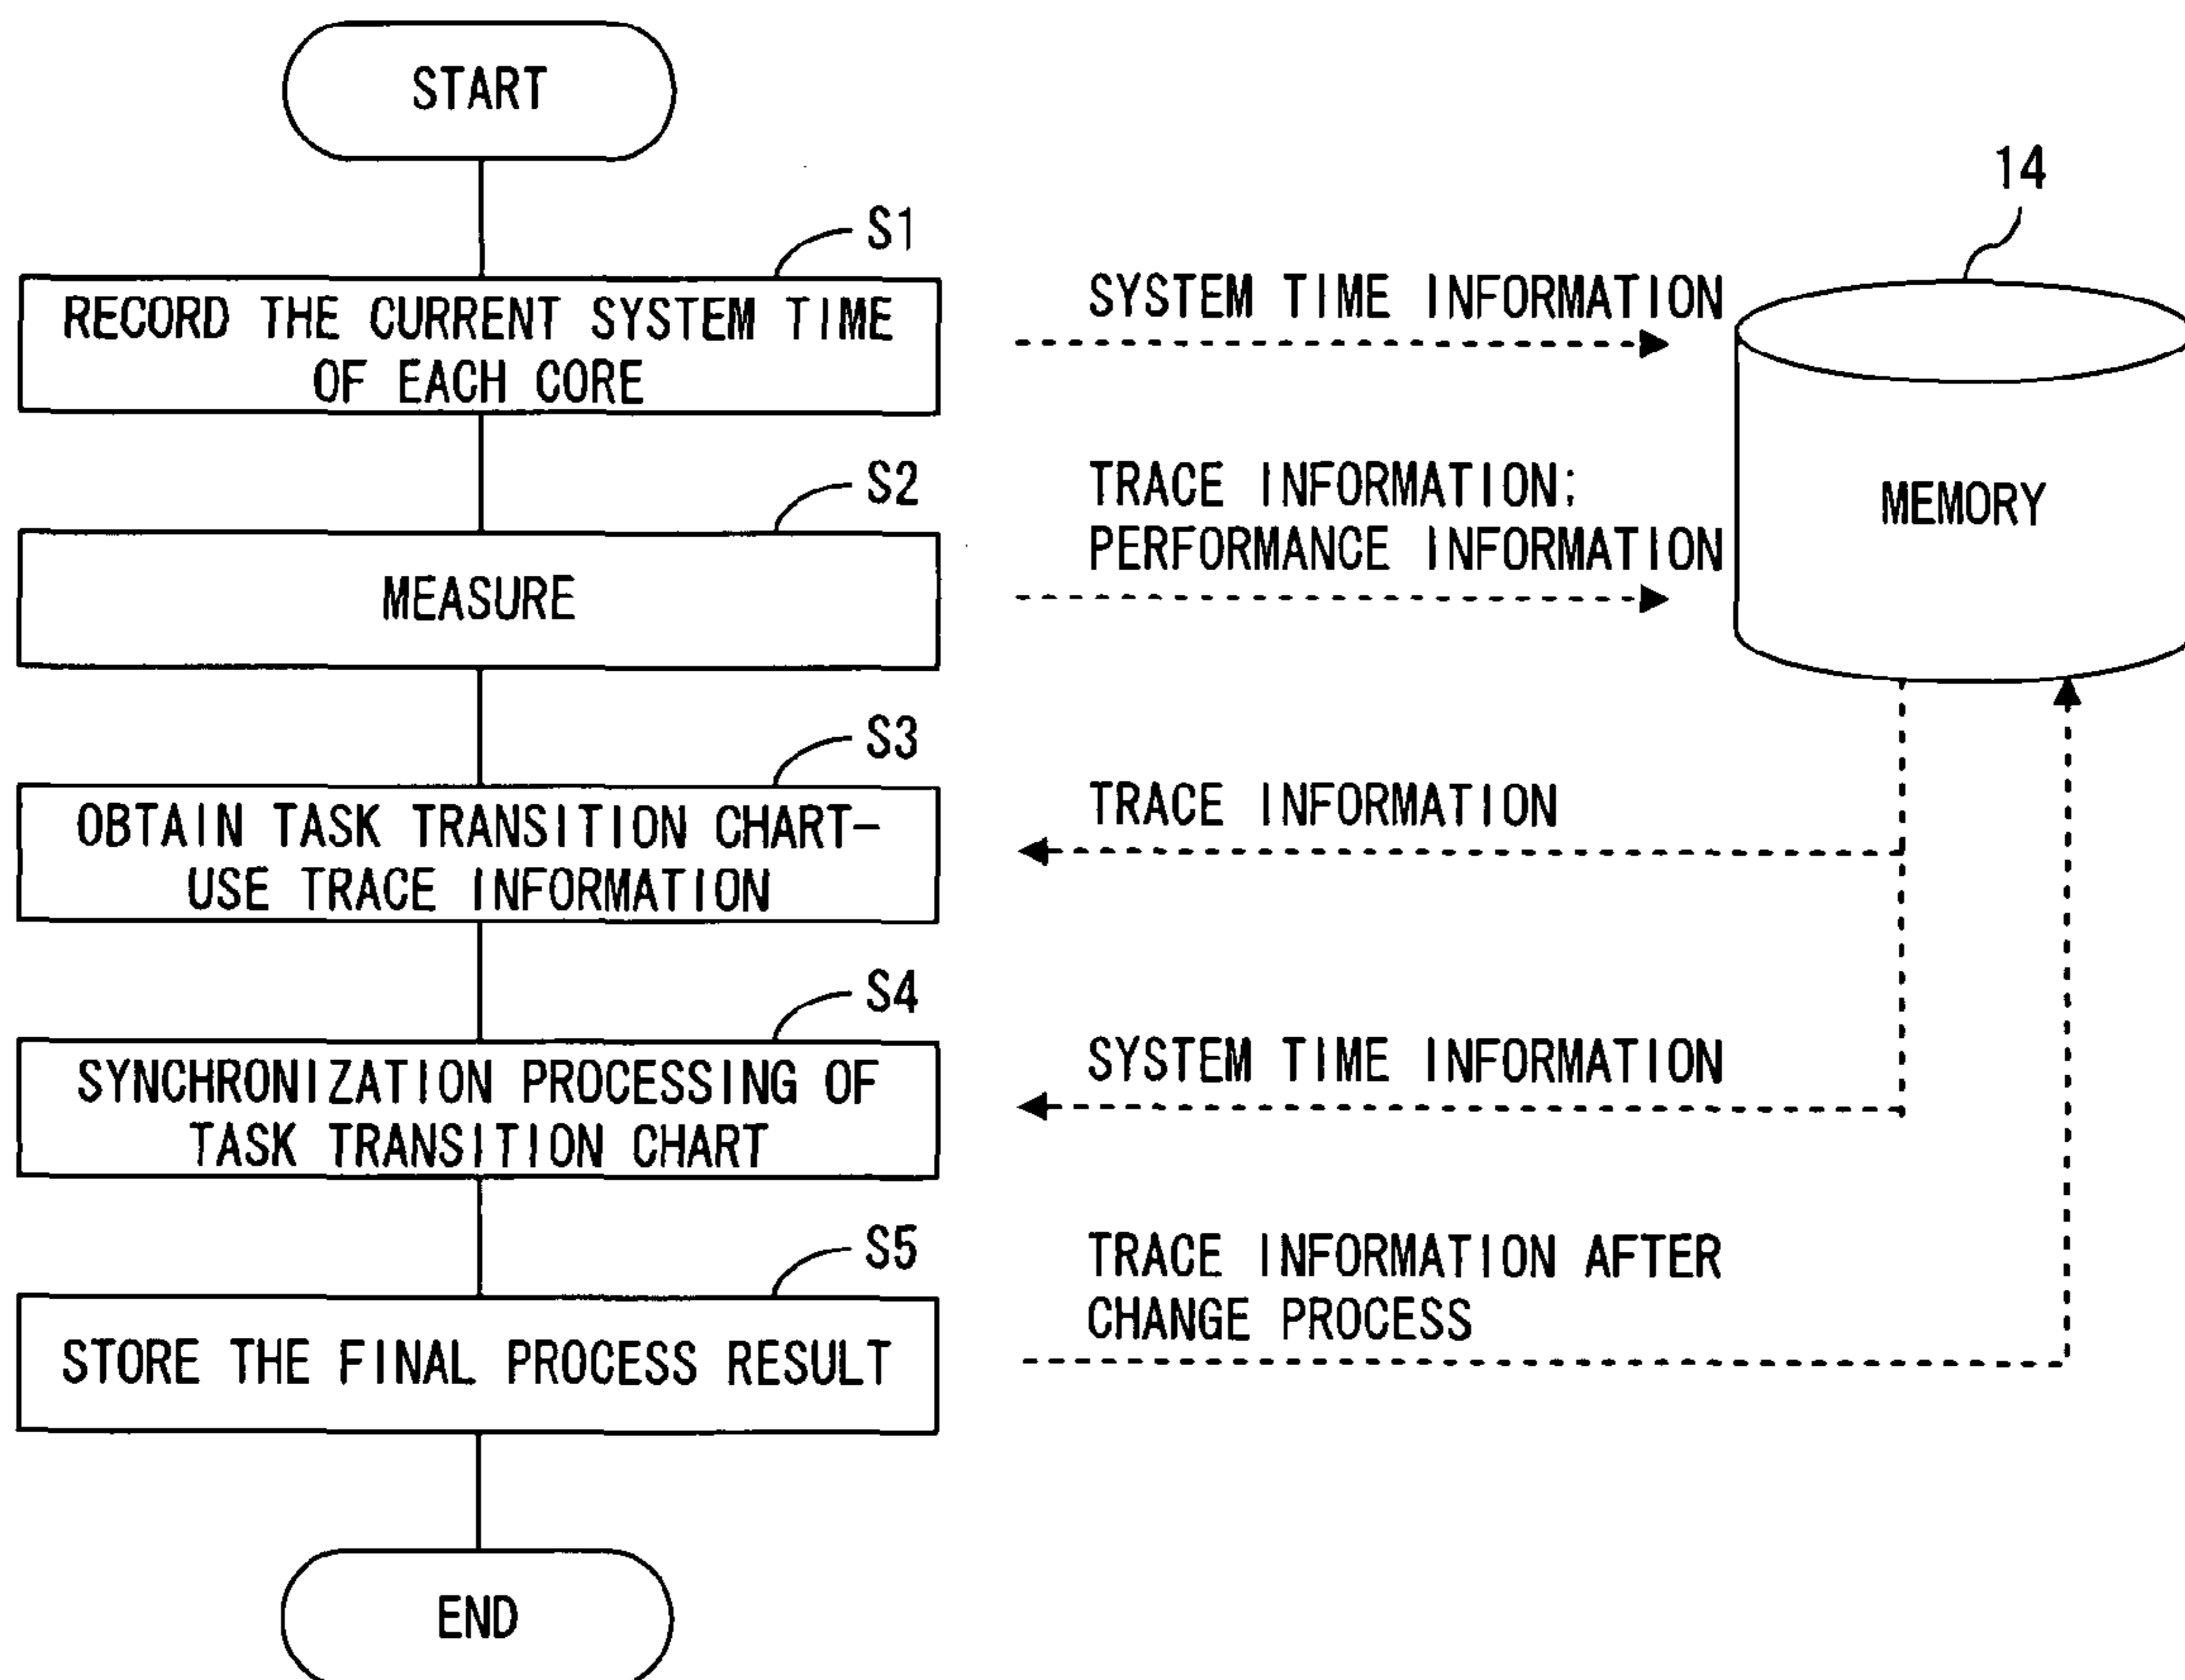 START
S1
RECORD THE CURRENT SYSTEM TIME
OF EACH CORE
SYSTEM TIME INFORMATION
14
MEMORY
S2
MEASURE
TRACE INFORMATION:
PERFORMANCE INFORMATION
S3
OBTAIN TASK TRANSITION CHART-
USE TRACE INFORMATION
TRACE INFORMATION
S4
SYNCHRONIZATION PROCESSING OF
TASK TRANSITION CHART
SYSTEM TIME INFORMATION
S5
STORE THE FINAL PROCESS RESULT
TRACE INFORMATION AFTER
CHANGE PROCESS
END